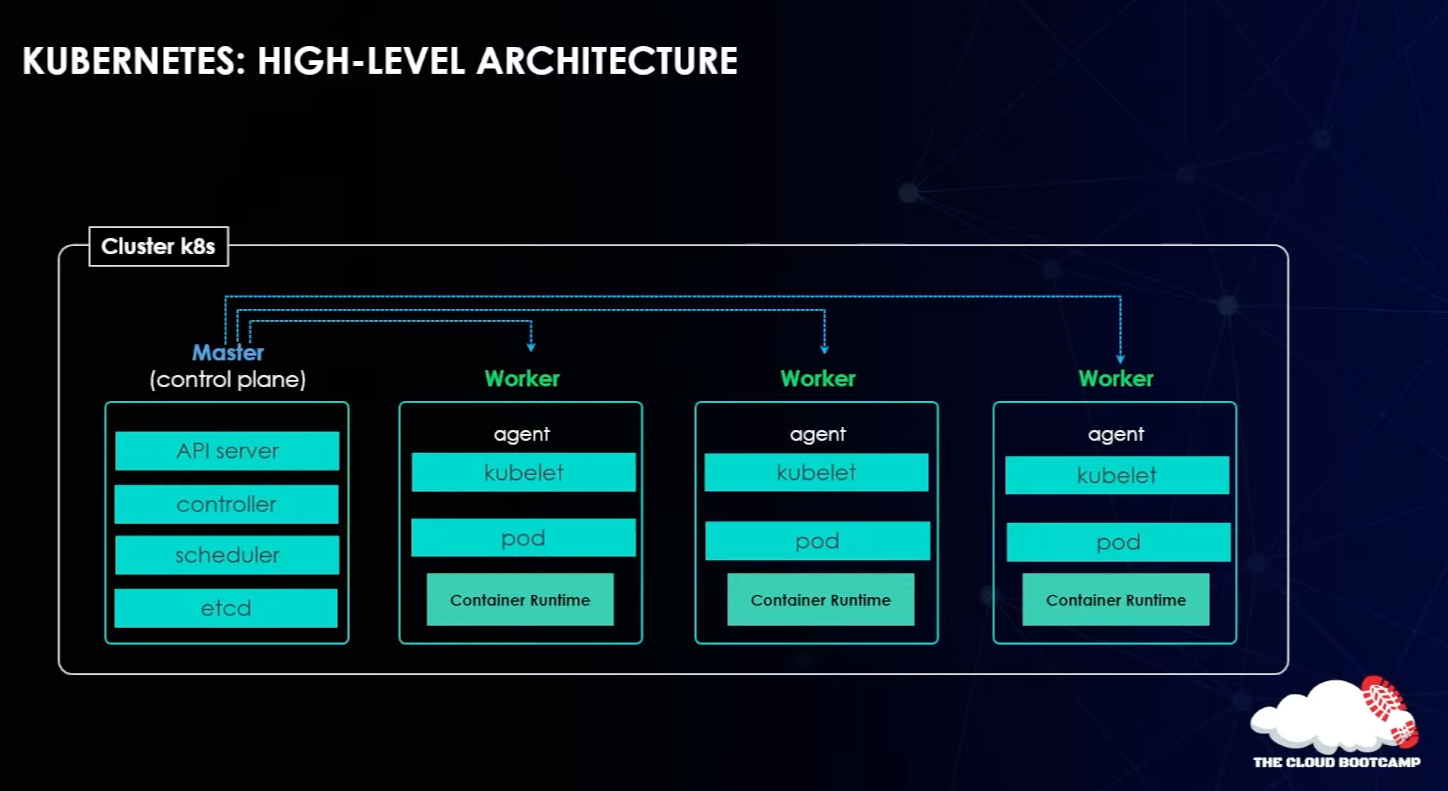 KUBERNETES: HIGH-LEVEL ARCHITECTURE
Cluster k8s
Master
(control plane)
API server
controller
scheduler
etcd
Worker
agent
kubelet
pod
Container Runtime
Worker
agent
kubelet
pod
Container Runtime
Worker
agent
kubelet
pod
Container Runtime
THE CLOUD BOOTCAMP